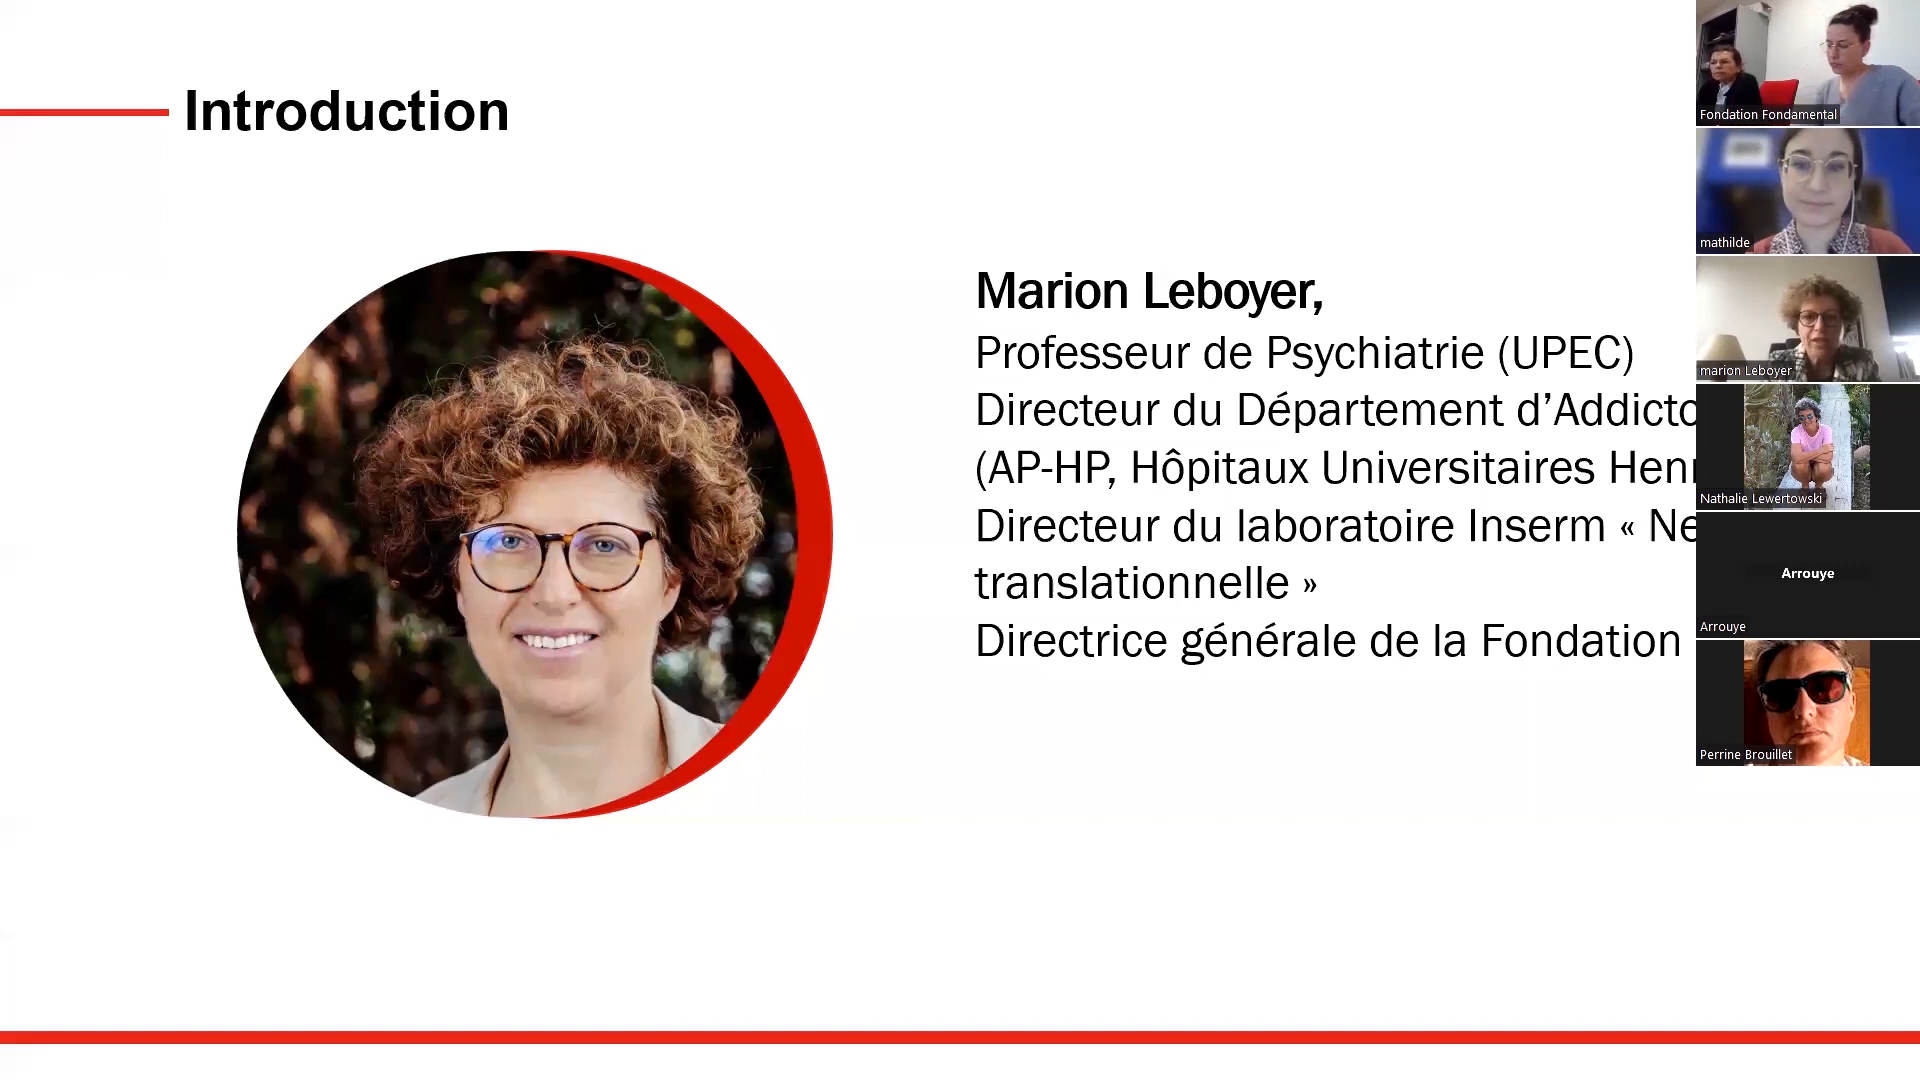 Introduction
Marion Leboyer,
Professeur de Psychiatrie (UPEC)
Directeur du Département d’Addicto
(AP-HP, Hôpitaux Universitaires Hen
Directeur du laboratoire Inserm « Ne
translationnelle »
Directrice générale de la Fondation
Fondation Fondamental
mathilde
marion Leboyer
Nathalie Lewertowski
Arrouye
Arrouye
Perrine Brouillet